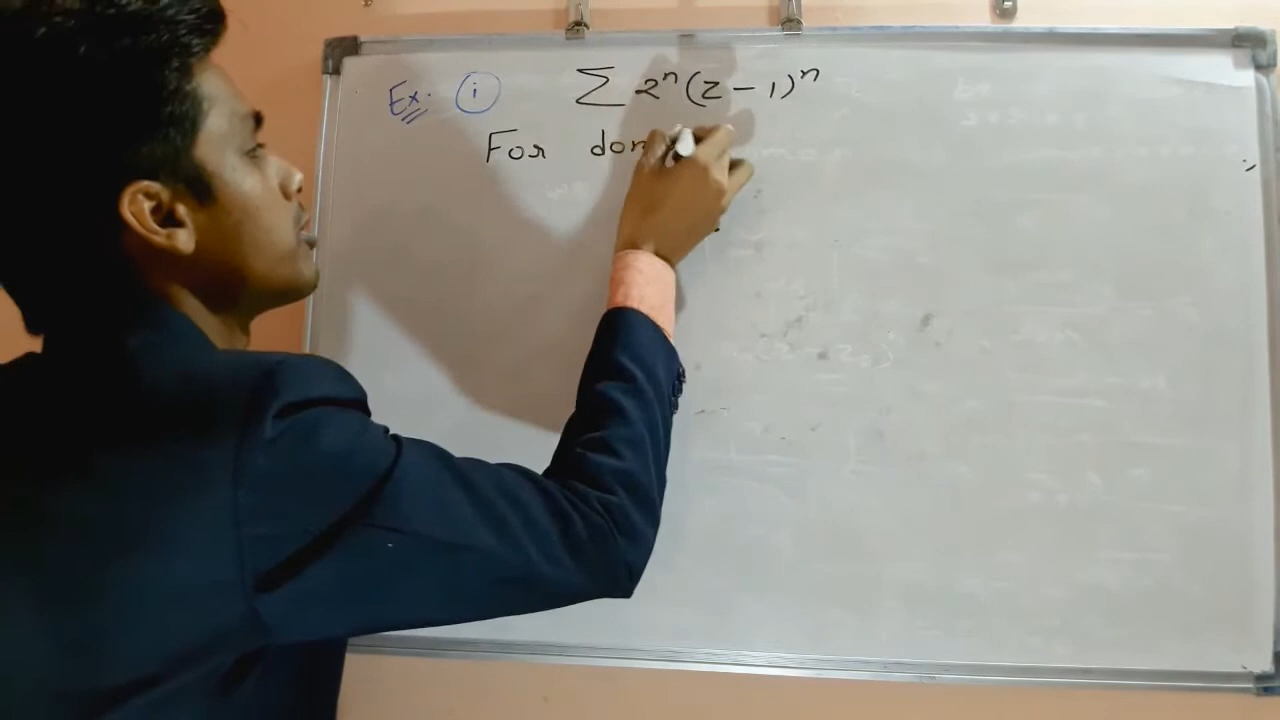 Ex. i ∑ 2ⁿ(z-1)ⁿ
For dom